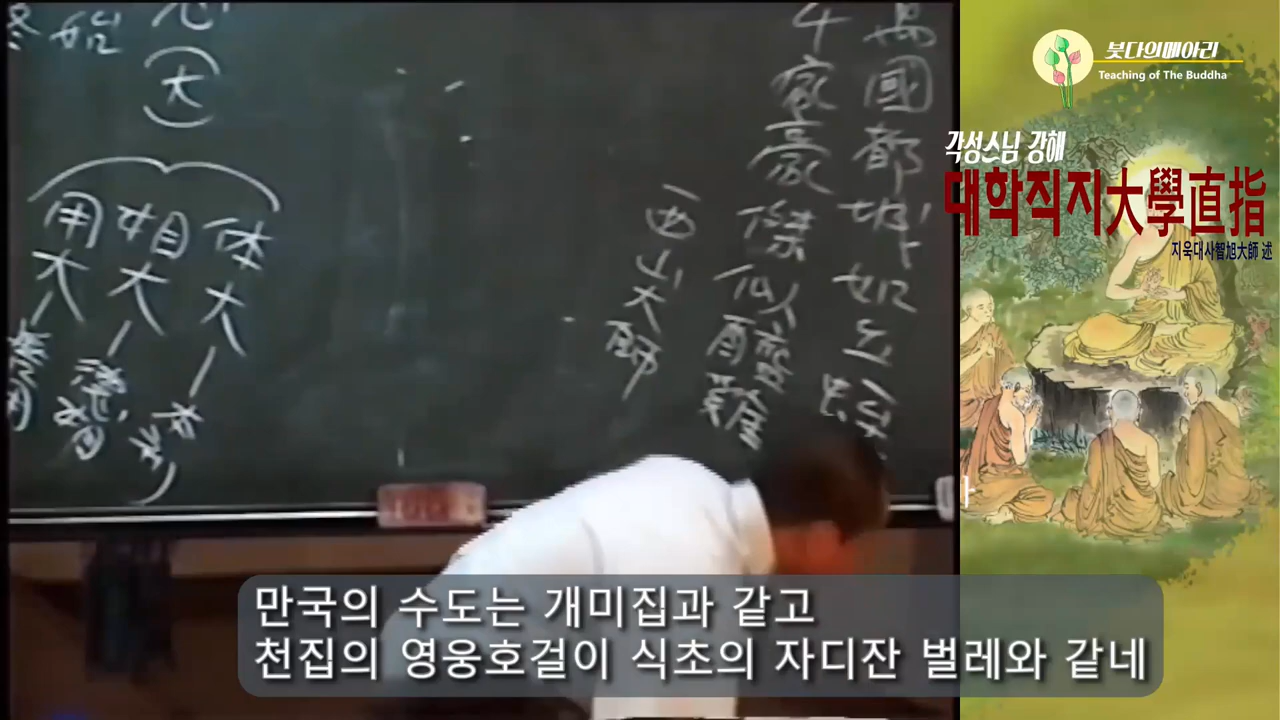 붓다의메아리
Teaching of The Buddha
각성스님 강해
대학직지大學直指
지욱대사智旭大師 述
萬國都城如
千家豪傑似醯雞
-西山大師
心
(大)
体大-
相大-
用大-
始
만국의 수도는 개미집과 같고
천집의 영웅호걸이 식초의 자디잔 벌레와 같네